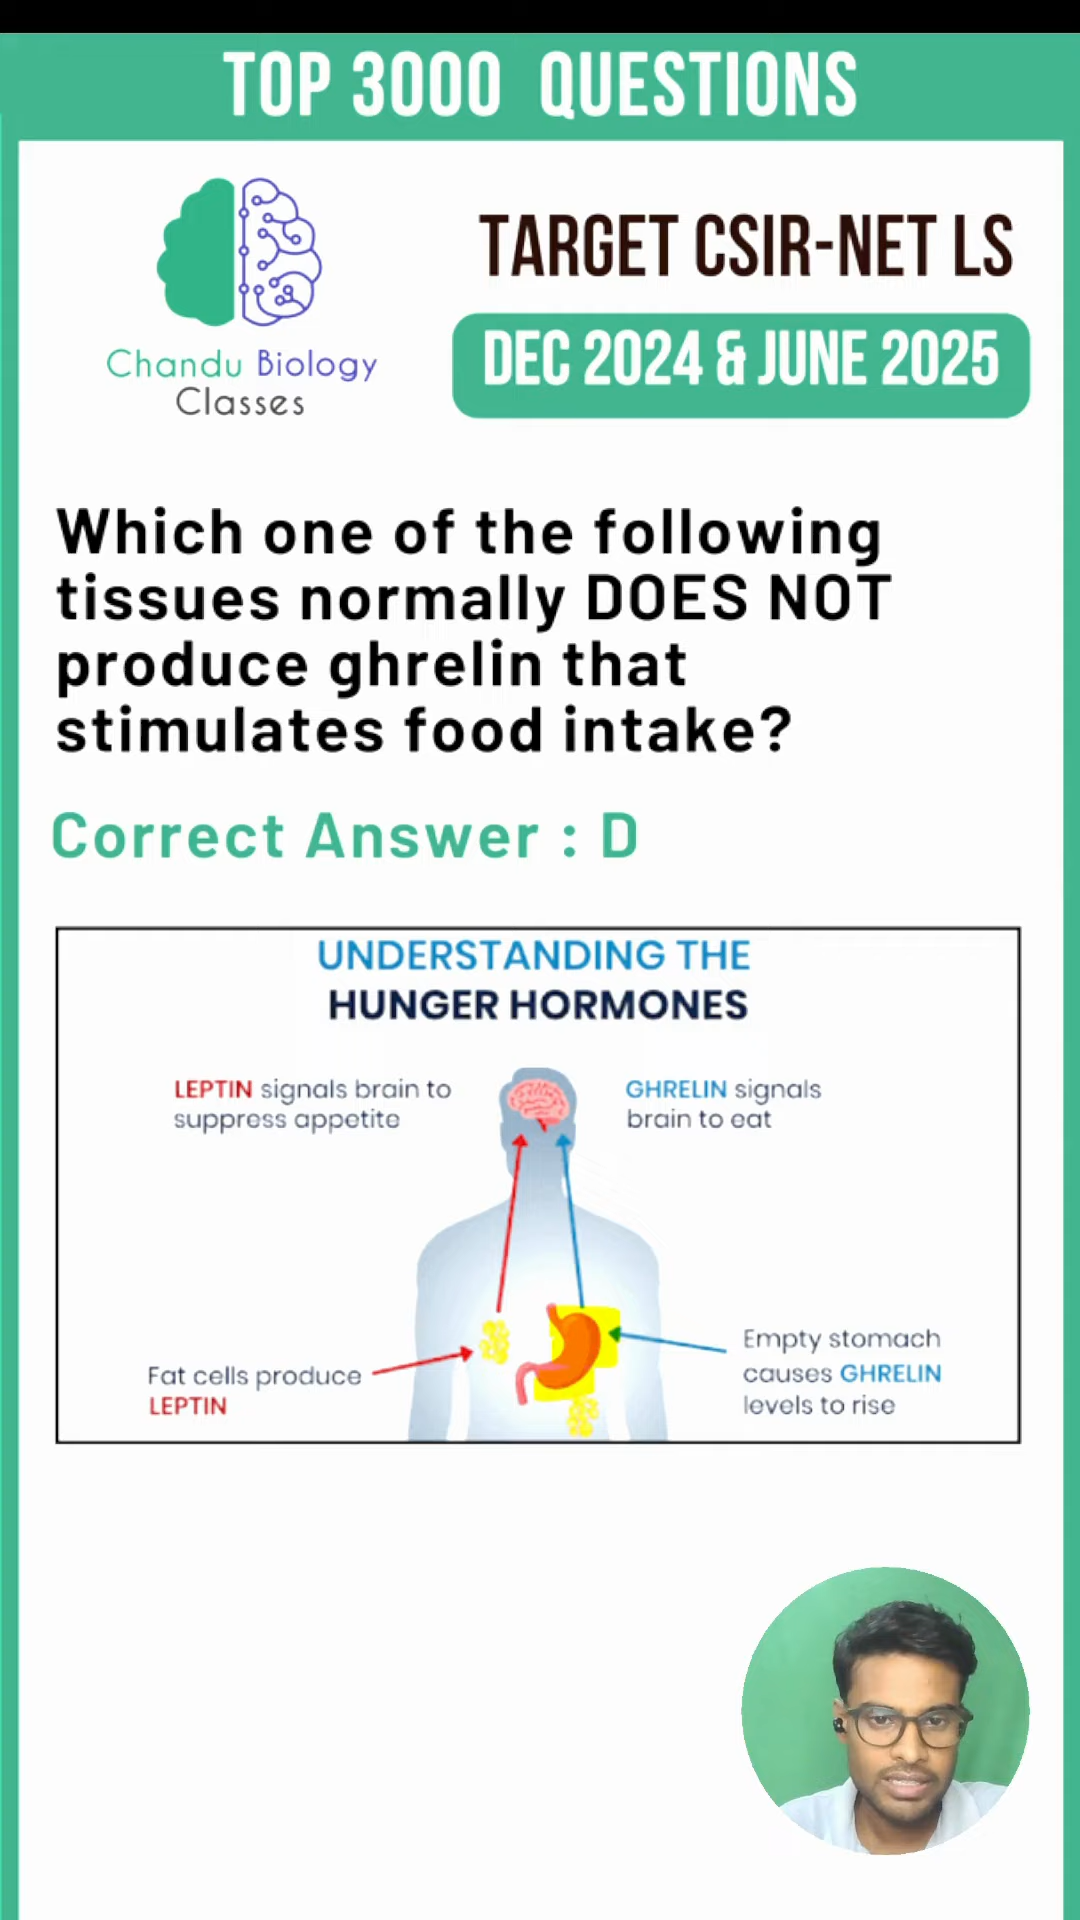 TOP 3000 QUESTIONS
Chandu Biology
Classes
TARGET CSIR-NET LS
DEC 2024 & JUNE 2025
Which one of the following
tissues normally DOES NOT
produce ghrelin that
stimulates food intake?
Correct Answer : D
UNDERSTANDING THE
HUNGER HORMONES
LEPTIN signals brain to
suppress appetite
GHRELIN signals
brain to eat
Fat cells produce
LEPTIN
Empty stomach
causes GHRELIN
levels to rise